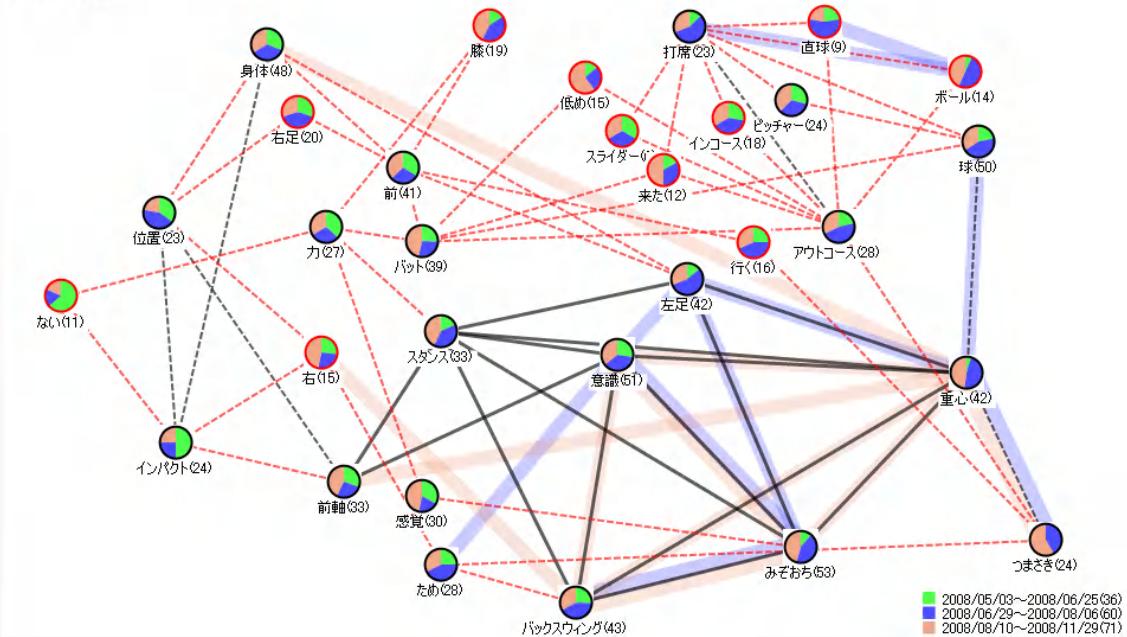 膝(19)
打席(23)
直球(9)
身体(48)
低め(15)
ボール(14)
右足(20)
ピッチャー(24)
インコース(18)
スライダー(
球(50)
前(41)
来た(12)
位置(23)
力(27)
バット(39)
行く(16)
アウトコース(28)
左足(42)
ない(11)
スタンス(33)
右(15)
意識(51)
重心(42)
インパクト(24)
前軸(33)
感覚(30)
みぞおち(53)
つまさき(24)
ため(28)
バックスウィング(43)
2008/05/03～2008/06/25(36)
2008/06/29～2008/08/06(60)
2008/08/10～2008/11/29(71)